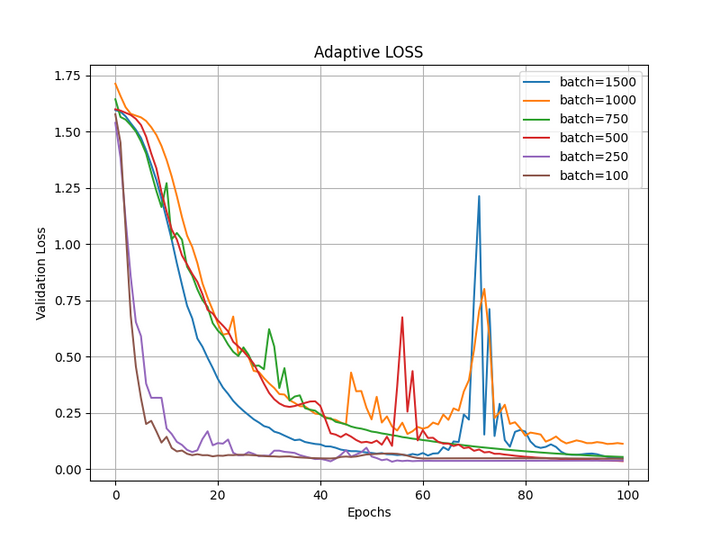 Adaptive LOSS
Validation Loss
1.75
1.50
1.25
1.00
0.75
0.50
0.25
0.00
batch=1500
batch=1000
batch=750
batch=500
batch=250
batch=100
0 20 40 60 80 100
Epochs